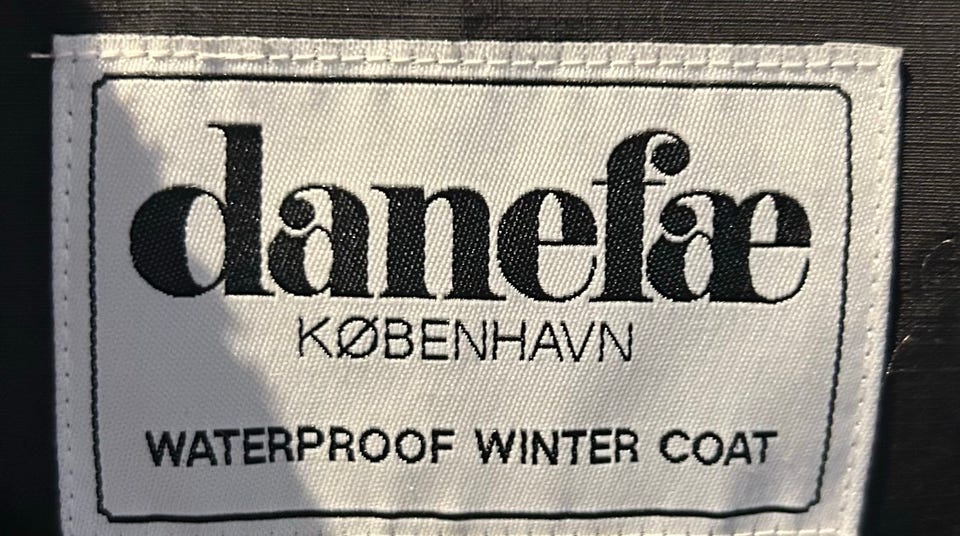 danefæ
KØBENHAVN
WATERPROOF WINTER COAT